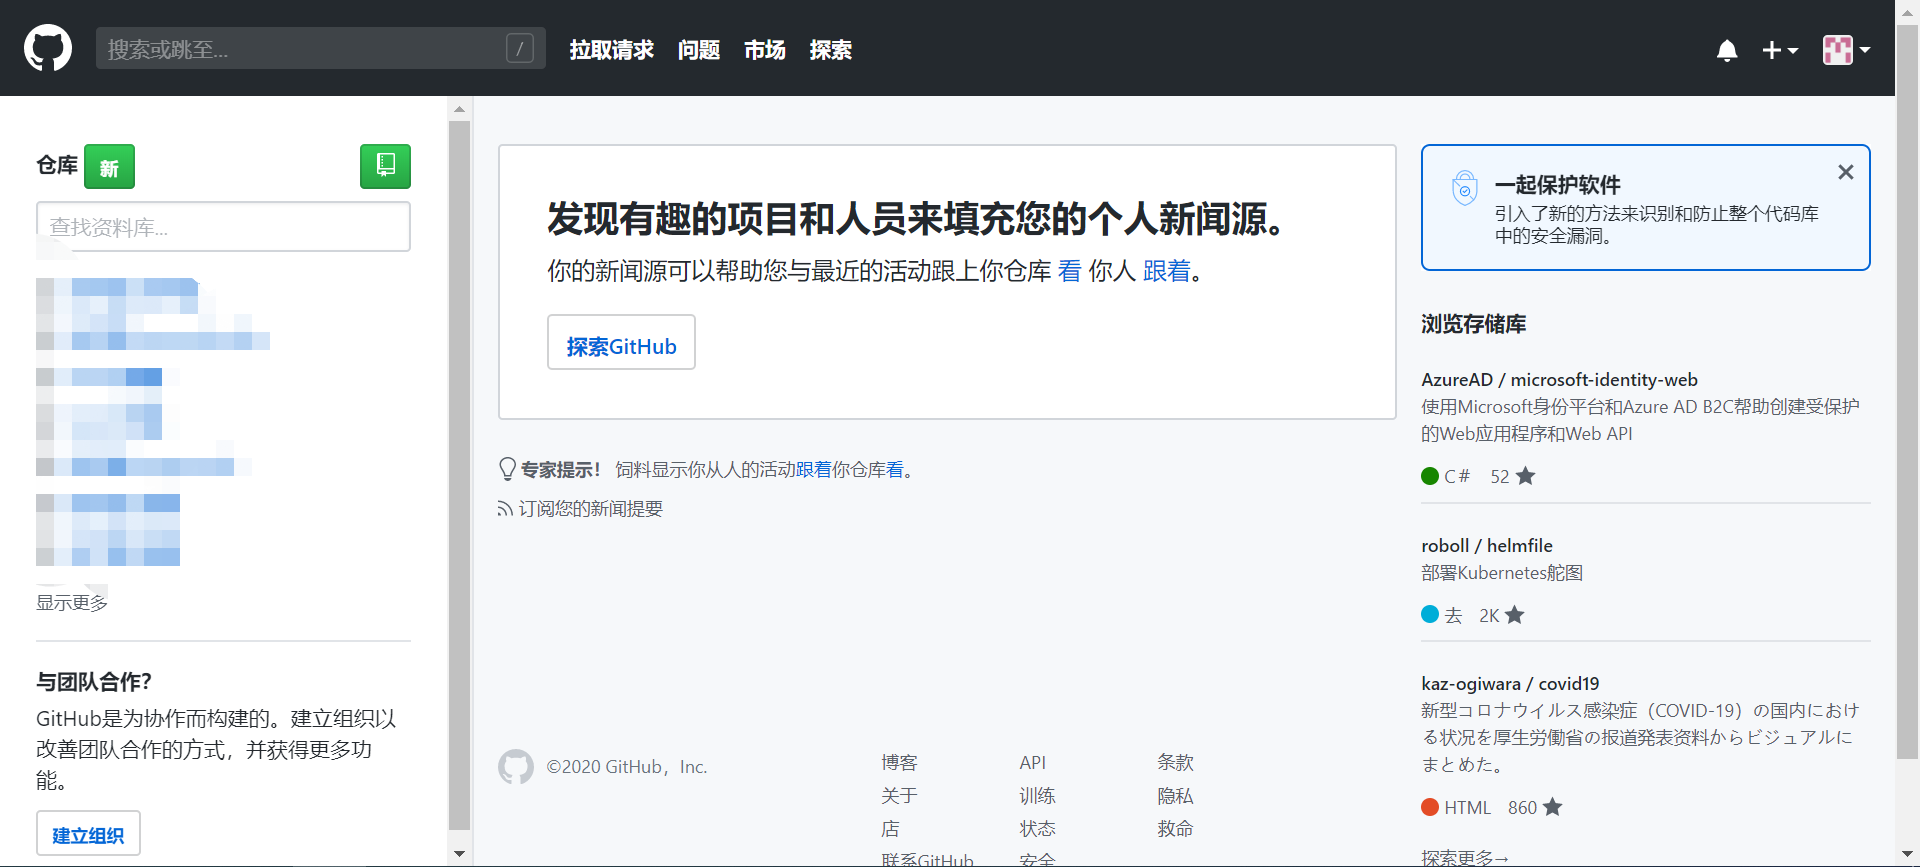 搜索或跳至... /
拉取请求 问题 市场 探索
仓库 新
查找资料库...
显示更多
与团队合作?
GitHub是为协作而构建的。建立组织以
改善团队合作的方式，并获得更多功
能。
建立组织
发现有趣的项目和人员来填充您的个人新闻源。
你的新闻源可以帮助您与最近的活动跟上你仓库 看 你人 跟着。
探索GitHub
专家提示！ 饲料显示你从人的活动跟着你仓库看。
订阅您的新闻提要
©2020 GitHub，Inc.
博客
关于
店
联系GitHub
API
训练
状态
安全
条款
隐私
救命
一起保护软件
引入了新的方法来识别和防止整个代码库
中的安全漏洞。
浏览存储库
AzureAD / microsoft-identity-web
使用Microsoft身份平台和Azure AD B2C帮助创建受保护
的Web应用程序和Web API
C＃ 52
roboll / helmfile
部署Kubernetes舵图
去 2K
kaz-ogiwara / covid19
新型コロナウイルス感染症（COVID-19）の国内におけ
る状况を厚生労働省の报道発表资料からビジュアルに
まとめた。
HTML 860
探索更多→